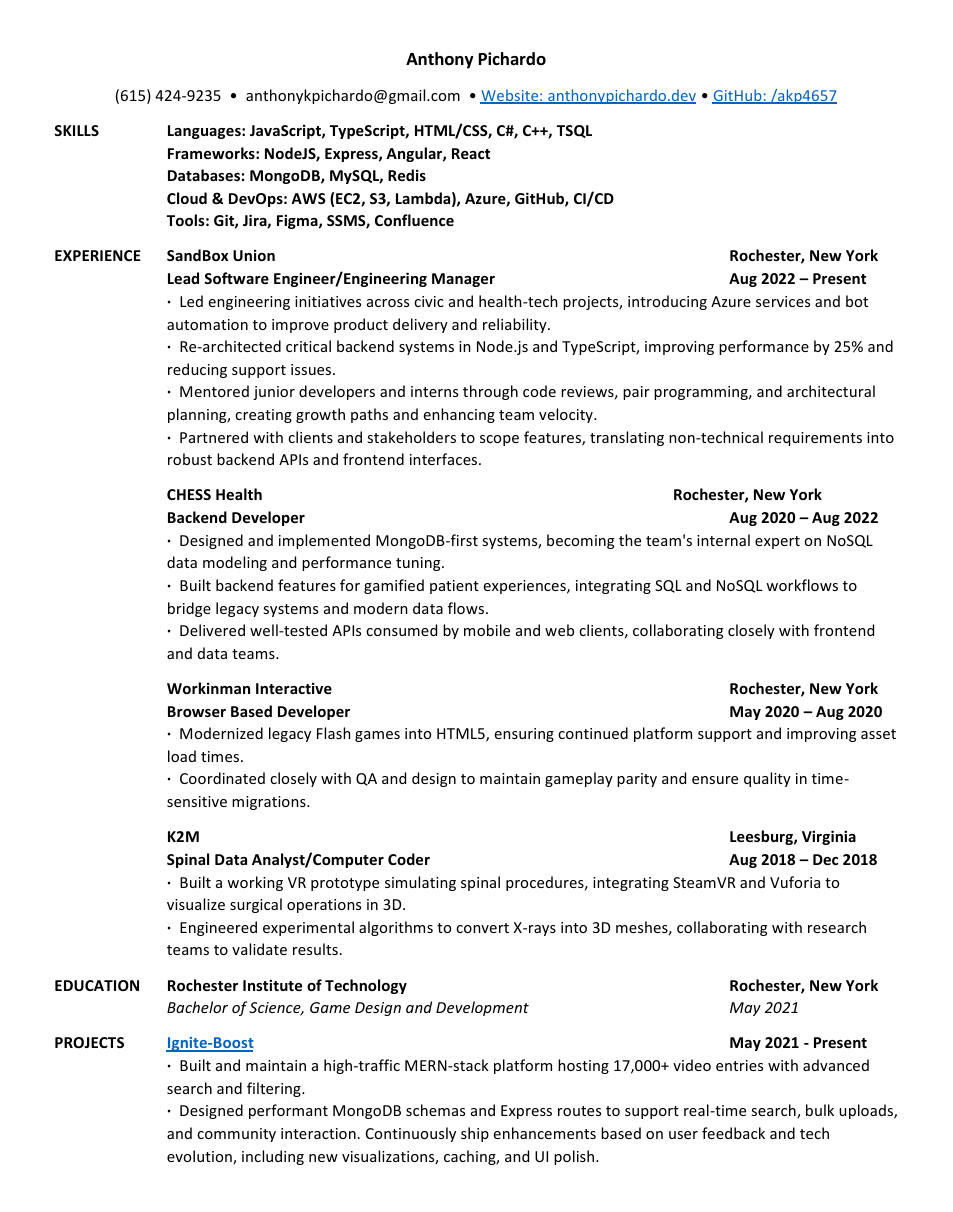 Anthony Pichardo
(615) 424-9235 • anthonykpichardo@gmail.com • Website: anthonypichardo.dev • GitHub: /akp4657
SKILLS Languages: JavaScript, TypeScript, HTML/CSS, C#, C++, TSQL
Frameworks: NodeJS, Express, Angular, React
Databases: MongoDB, MySQL, Redis
Cloud & DevOps: AWS (EC2, S3, Lambda), Azure, GitHub, CI/CD
Tools: Git, Jira, Figma, SSMS, Confluence
EXPERIENCE SandBox Union Rochester, New York
Lead Software Engineer/Engineering Manager Aug 2022 – Present
· Led engineering initiatives across civic and health-tech projects, introducing Azure services and bot
automation to improve product delivery and reliability.
· Re-architected critical backend systems in Node.js and TypeScript, improving performance by 25% and
reducing support issues.
· Mentored junior developers and interns through code reviews, pair programming, and architectural
planning, creating growth paths and enhancing team velocity.
· Partnered with clients and stakeholders to scope features, translating non-technical requirements into
robust backend APIs and frontend interfaces.
CHESS Health Rochester, New York
Backend Developer Aug 2020 – Aug 2022
· Designed and implemented MongoDB-first systems, becoming the team's internal expert on NoSQL
data modeling and performance tuning.
· Built backend features for gamified patient experiences, integrating SQL and NoSQL workflows to
bridge legacy systems and modern data flows.
· Delivered well-tested APIs consumed by mobile and web clients, collaborating closely with frontend
and data teams.
Workinman Interactive Rochester, New York
Browser Based Developer May 2020 – Aug 2020
· Modernized legacy Flash games into HTML5, ensuring continued platform support and improving asset
load times.
· Coordinated closely with QA and design to maintain gameplay parity and ensure quality in time-
sensitive migrations.
K2M Leesburg, Virginia
Spinal Data Analyst/Computer Coder Aug 2018 – Dec 2018
· Built a working VR prototype simulating spinal procedures, integrating SteamVR and Vuforia to
visualize surgical operations in 3D.
· Engineered experimental algorithms to convert X-rays into 3D meshes, collaborating with research
teams to validate results.
EDUCATION Rochester Institute of Technology Rochester, New York
Bachelor of Science, Game Design and Development May 2021
PROJECTS Ignite-Boost May 2021 - Present
· Built and maintain a high-traffic MERN-stack platform hosting 17,000+ video entries with advanced
search and filtering.
· Designed performant MongoDB schemas and Express routes to support real-time search, bulk uploads,
and community interaction. Continuously ship enhancements based on user feedback and tech
evolution, including new visualizations, caching, and UI polish.